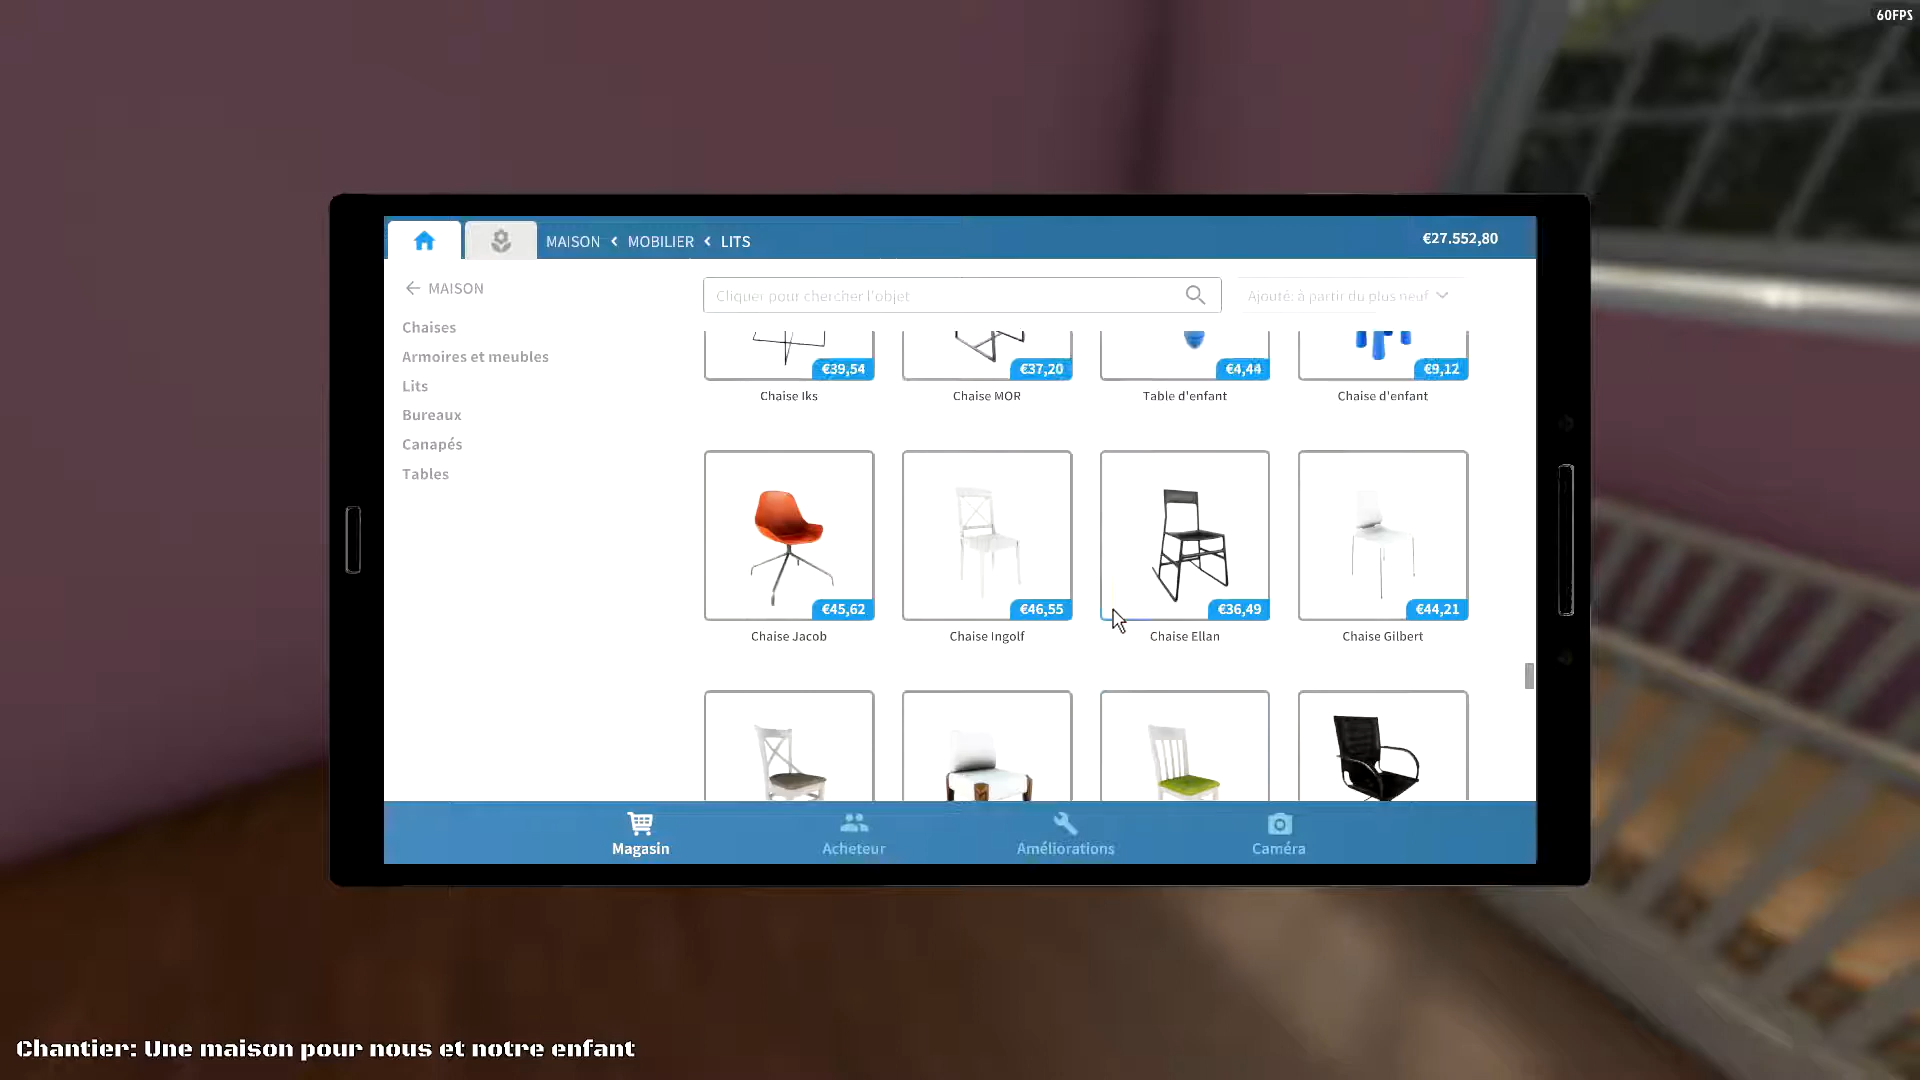 60FPS
MAISON < MOBILIER < LITS
€27.552,80
← MAISON
Cliquer pour chercher l'objet
Ajouté: à partir du plus neuf
Chaises
Armoires et meubles
Lits
Bureaux
Canapés
Tables
€39,54
€37,20
€4,44
€9,12
Chaise Iks
Chaise MOR
Table d'enfant
Chaise d'enfant
€45,62
€46,55
€36,49
€44,21
Chaise Jacob
Chaise Ingolf
Chaise Ellan
Chaise Gilbert
Magasin
Acheteur
Améliorations
Caméra
Chantier: Une maison pour nous et notre enfant